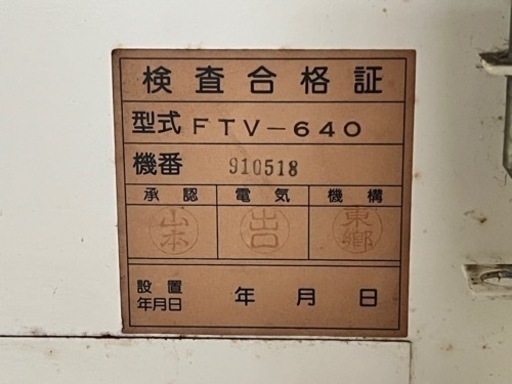 検査合格証
型式 FTV-640
機番 910518
承認 電気 機構
山本 出口 東郷
設置
年月日 年 月 日